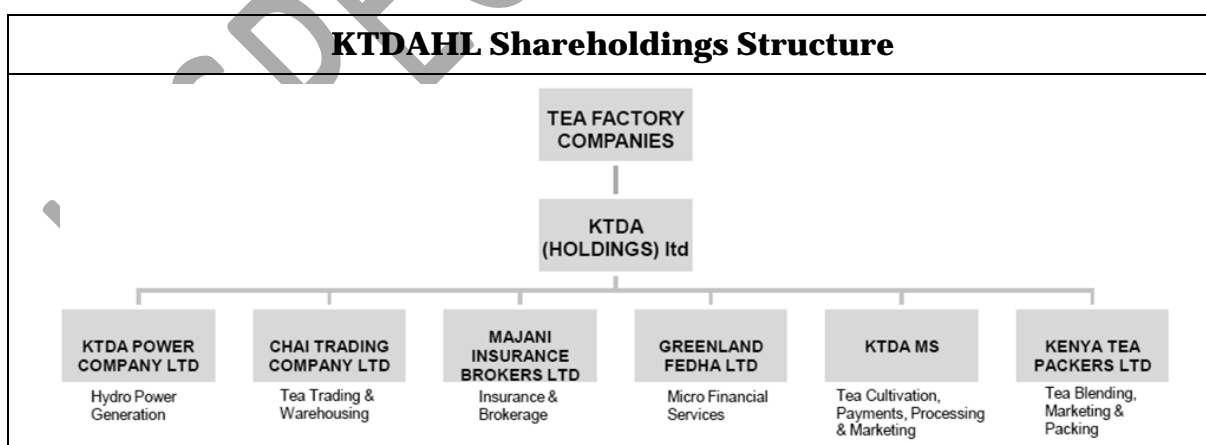 KTDAHL Shareholdings Structure
TEA FACTORY
COMPANIES
KTDA
(HOLDINGS) ltd
KTDA POWER
COMPANY LTD
Hydro Power
Generation
CHAI TRADING
COMPANY LTD
Tea Trading &
Warehousing
MAJANI
INSURANCE
BROKERS LTD
Insurance &
Brokerage
GREENLAND
FEDHA LTD
Micro Financial
Services
KTDA MS
Tea Cultivation,
Payments, Processing
& Marketing
KENYA TEA
PACKERS LTD
Tea Blending,
Marketing &
Packing